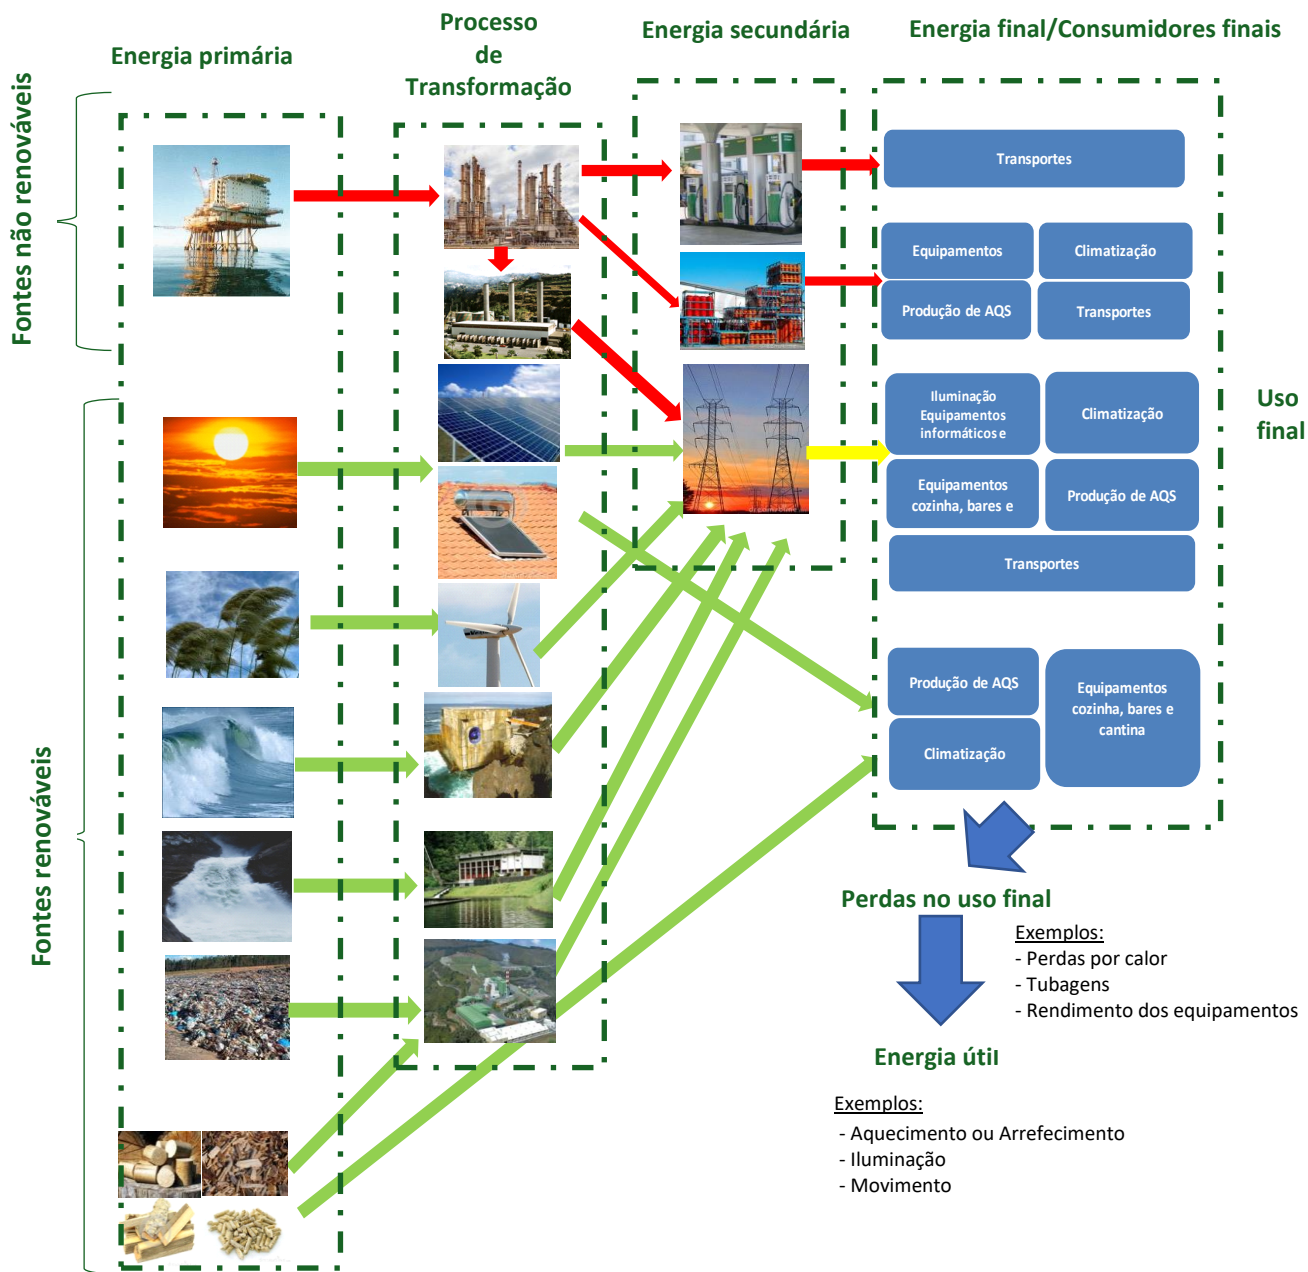 Energia primária
Processo
de
Transformação
Energia secundária
Energia final/Consumidores finais
Fontes não renováveis
Fontes renováveis
Transportes
Equipamentos
Climatização
Produção de AQS
Transportes
Iluminação
Equipamentos
informáticos e
Climatização
Equipamentos
cozinha, bares e
Produção de AQS
Transportes
Uso
final
Produção de AQS
Equipamentos
cozinha, bares e
cantina
Climatização
Perdas no uso final
Exemplos:
- Perdas por calor
- Tubagens
- Rendimento dos equipamentos
Energia útil
Exemplos:
- Aquecimento ou Arrefecimento
- Iluminação
- Movimento